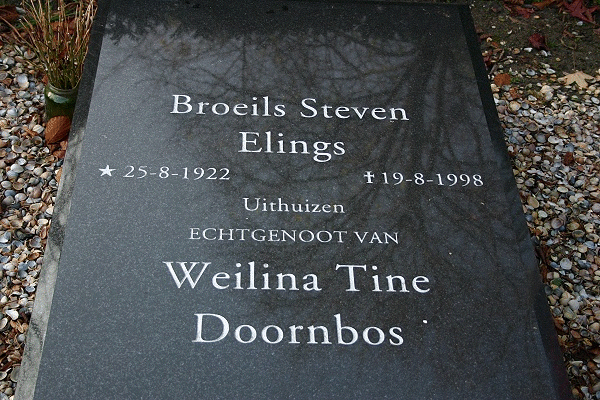 Broeils Steven
Elings
★ 25-8-1922 ✝ 19-8-1998
Uithuizen
ECHTGENOOT VAN
Weilina Tine
Doornbos